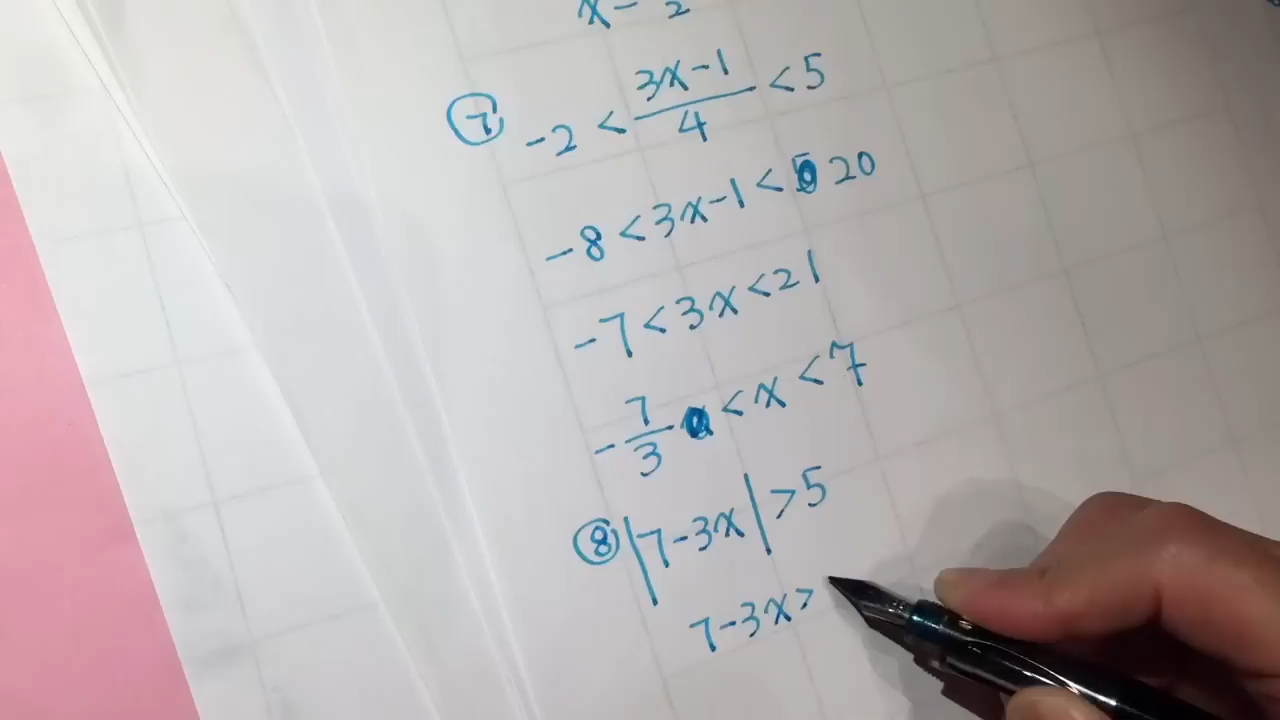 x - 2
⑦ -2 < (3x-1)/4 < 5
-8 < 3x-1 < 20
-7 < 3x < 21
-7/3 < x < 7
⑧ |7-3x| > 5
7-3x >